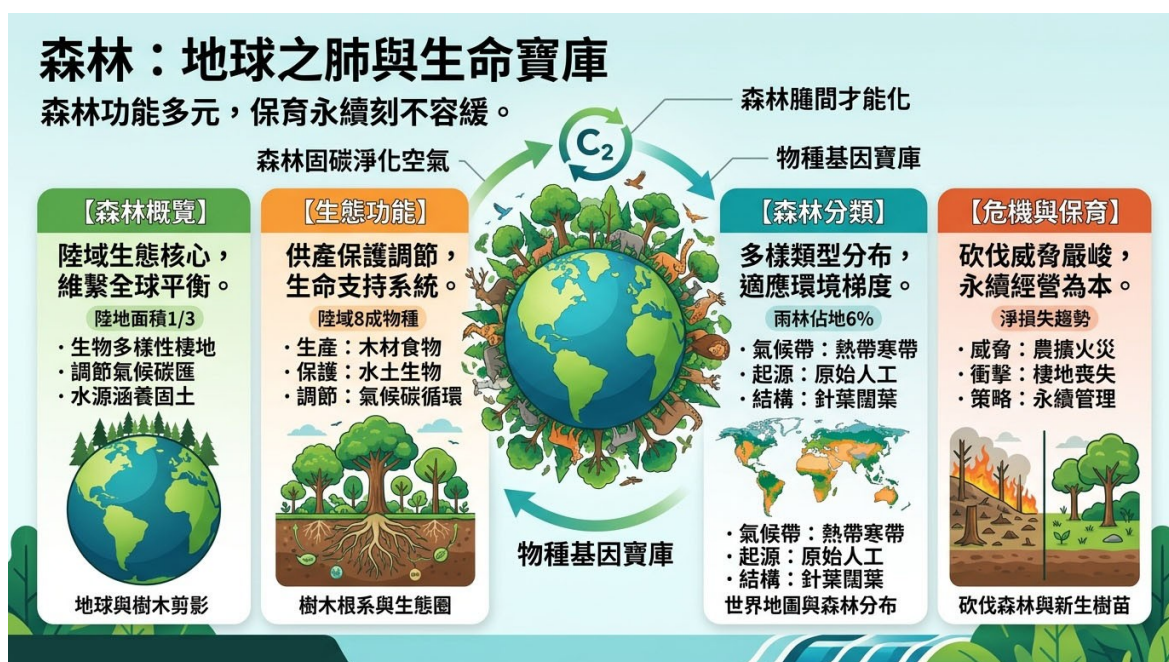 森林：地球之肺與生命寶庫
森林功能多元，保育永續刻不容緩。
森林固碳淨化空氣
C₂
森林膧間才能化
物種基因寶庫
【森林概覽】
陸域生態核心，
維繫全球平衡。
陸地面積1/3
·生物多樣性棲地
·調節氣候碳匯
·水源涵養固土
地球與樹木剪影
【生態功能】
供產保護調節，
生命支持系統。
陸域8成物種
·生產：木材食物
·保護：水土生物
·調節：氣候碳循環
樹木根系與生態圈
物種基因寶庫
【森林分類】
多樣類型分布，
適應環境梯度。
雨林佔地6%
·氣候帶：熱帶寒帶
·起源：原始人工
·結構：針葉闊葉
·氣候帶：熱帶寒帶
·起源：原始人工
·結構：針葉闊葉
世界地圖與森林分布
【危機與保育】
砍伐威脅嚴峻，
永續經營為本。
淨損失趨勢
·威脅：農擴火災
·衝擊：棲地喪失
·策略：永續管理
砍伐森林與新生樹苗